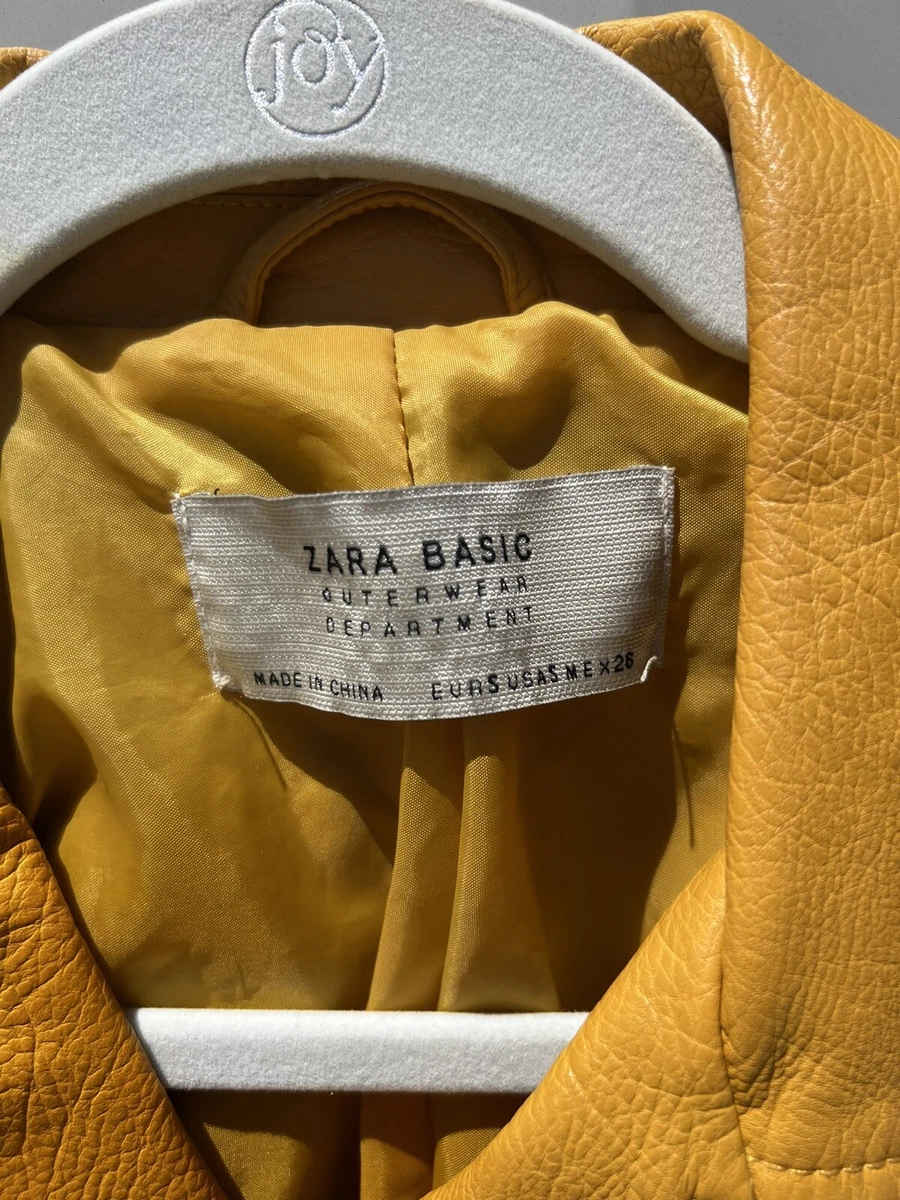 joy
ZARA BASIC
OUTERWEAR
DEPARTMENT
MADE IN CHINA EUR S USA S MEX 26